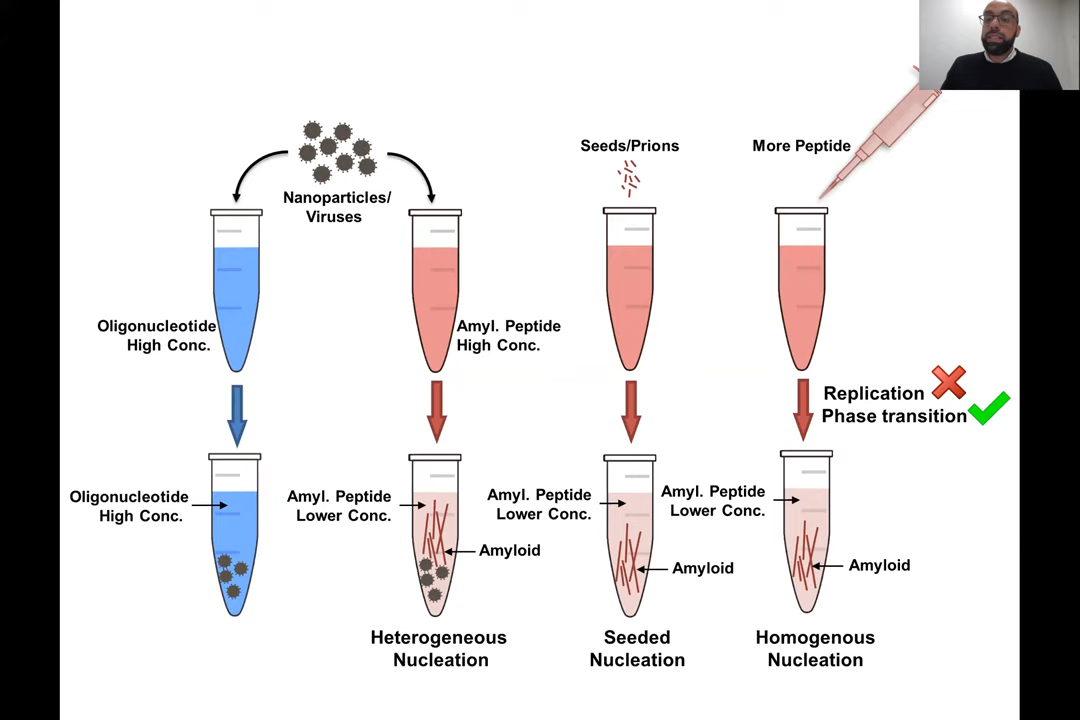 Seeds/Prions
More Peptide
Nanoparticles/
Viruses
Oligonucleotide
High Conc.
Amyl. Peptide
High Conc.
Replication
Phase transition
Oligonucleotide
High Conc.
Amyl. Peptide
Lower Conc.
Amyloid
Amyl. Peptide
Lower Conc.
Amyloid
Amyl. Peptide
Lower Conc.
Amyloid
Heterogeneous
Nucleation
Seeded
Nucleation
Homogenous
Nucleation